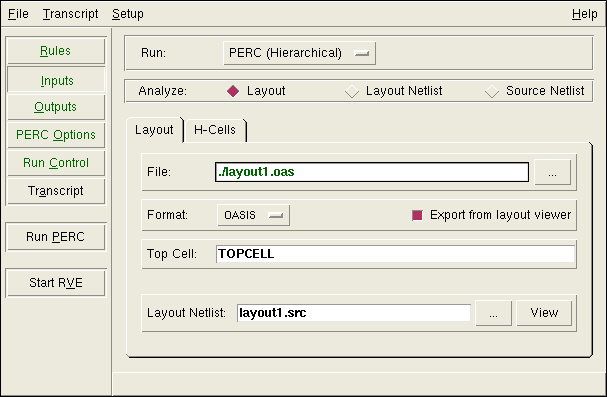 File Transcript Setup Help
Rules
Inputs
Outputs
PERC Options
Run Control
Transcript
Run PERC
Start RVE
Run: PERC (Hierarchical)
Analyze: Layout Layout Netlist Source Netlist
Layout H-Cells
File: ./layout1.oas ...
Format: OASIS Export from layout viewer
Top Cell: TOPCELL
Layout Netlist: layout1.src ... View